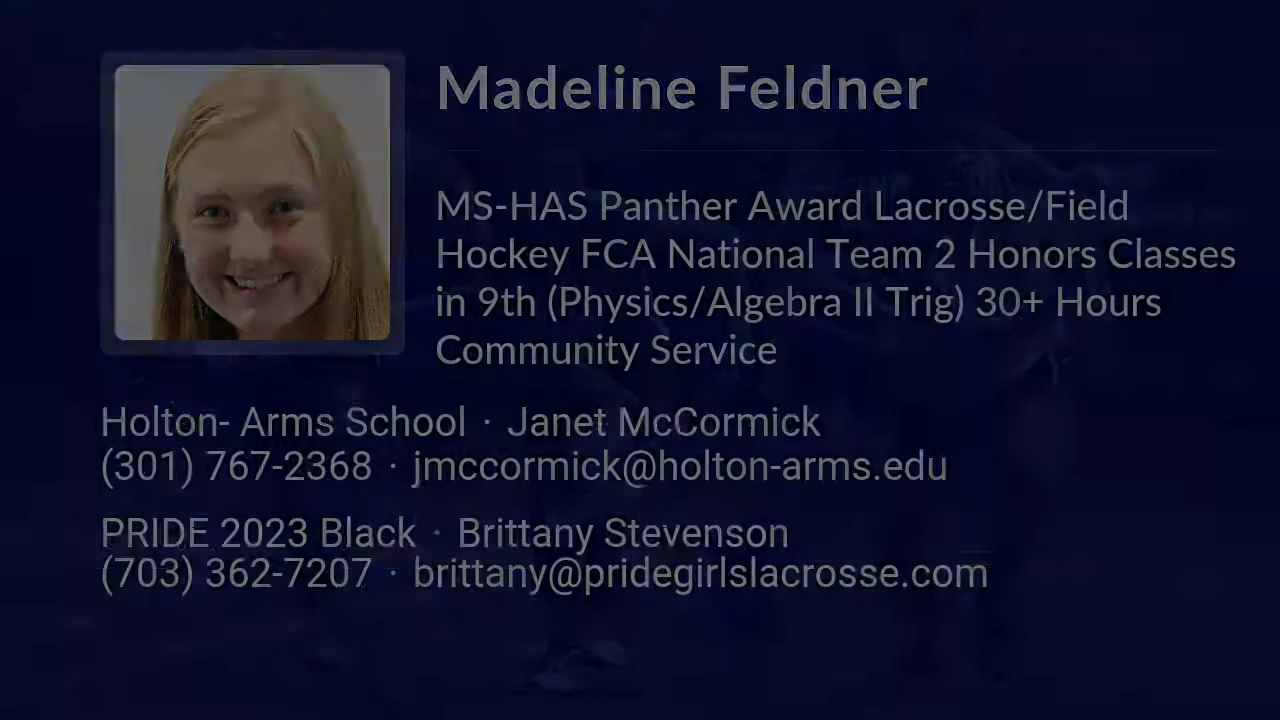 Madeline Feldner
MS-HAS Panther Award Lacrosse/Field
Hockey FCA National Team 2 Honors Classes
in 9th (Physics/Algebra II Trig) 30+ Hours
Community Service
Holton- Arms School · Janet McCormick
(301) 767-2368 · jmccormick@holton-arms.edu
PRIDE 2023 Black · Brittany Stevenson
(703) 362-7207 · brittany@pridegirlslacrosse.com